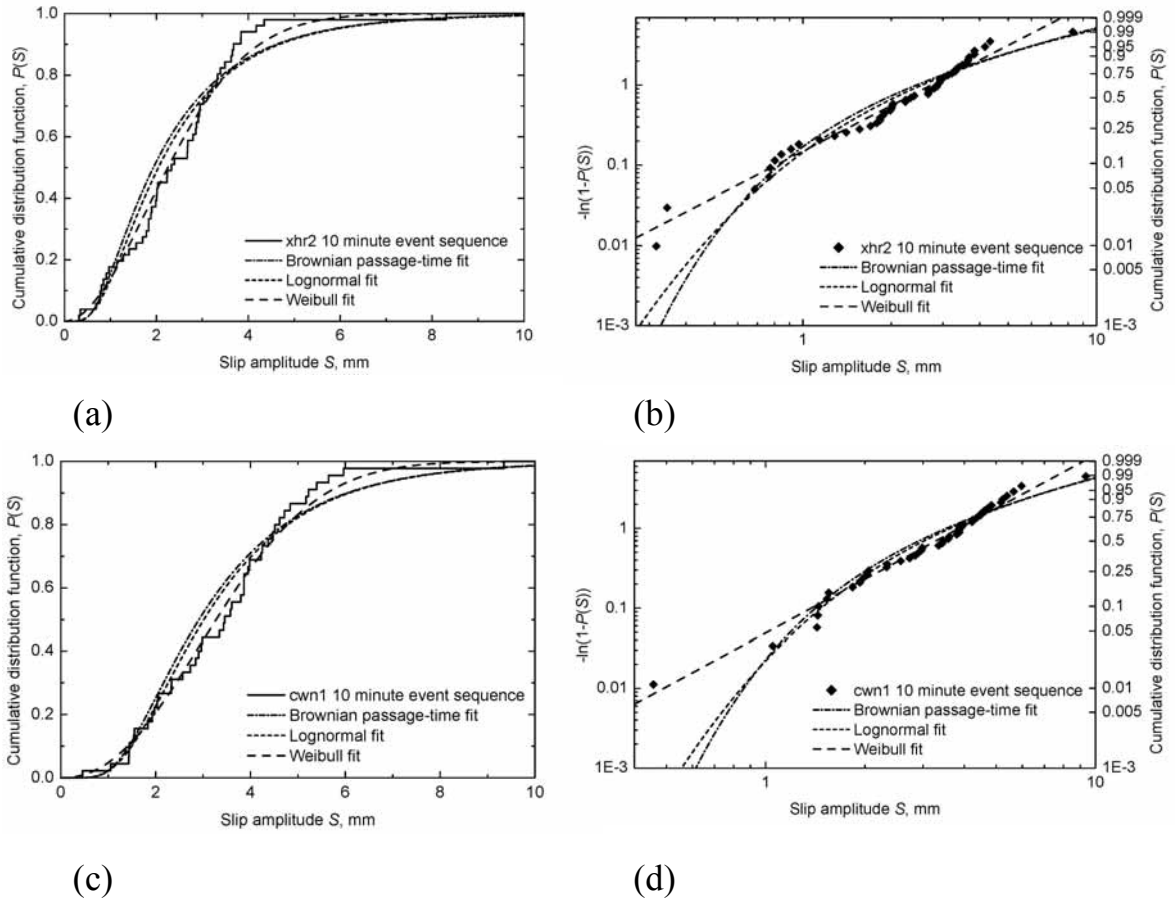 Cumulative distribution function, P(S)
1.0
0.8
0.6
0.4
0.2
0.0
0 2 4 6 8 10
Slip amplitude S, mm
xhr2 10 minute event sequence
Brownian passage-time fit
Lognormal fit
Weibull fit
(a)
-ln(1-P(S))
1
0.1
0.01
1E-3
1 10
Slip amplitude S, mm
xhr2 10 minute event sequence
Brownian passage-time fit
Lognormal fit
Weibull fit
0.999
0.99
0.95
0.9
0.75
0.5
0.25
0.1
0.05
0.01
0.005
1E-3
Cumulative distribution function, P(S)
(b)
Cumulative distribution function, P(S)
1.0
0.8
0.6
0.4
0.2
0.0
0 2 4 6 8 10
Slip amplitude S, mm
cwn1 10 minute event sequence
Brownian passage-time fit
Lognormal fit
Weibull fit
(c)
-ln(1-P(S))
1
0.1
0.01
1E-3
1 10
Slip amplitude S, mm
cwn1 10 minute event sequence
Brownian passage-time fit
Lognormal fit
Weibull fit
0.999
0.99
0.95
0.9
0.75
0.5
0.25
0.1
0.05
0.01
0.005
1E-3
Cumulative distribution function, P(S)
(d)